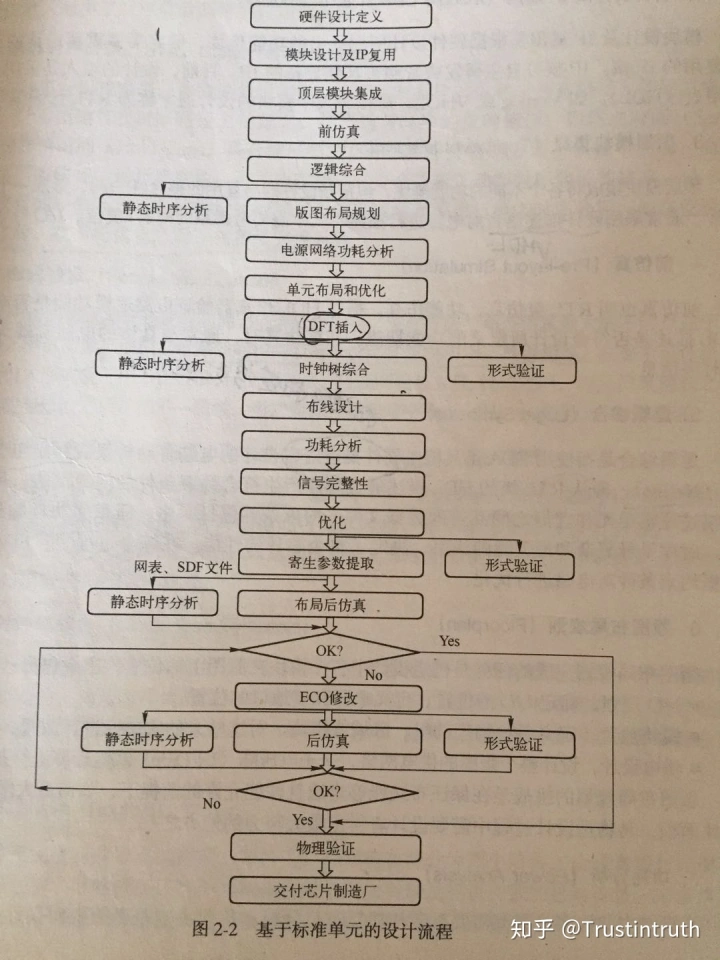 硬件设计定义
模块设计及IP复用
顶层模块集成
前仿真
逻辑综合
静态时序分析
版图布局规划
电源网络功耗分析
单元布局和优化
DFT插入
静态时序分析
时钟树综合
形式验证
布线设计
功耗分析
信号完整性
优化
网表、SDF文件
寄生参数提取
形式验证
静态时序分析
布局后仿真
OK?
Yes
No
ECO修改
静态时序分析
后仿真
形式验证
OK?
No
Yes
物理验证
交付芯片制造厂
图 2-2 基于标准单元的设计流程
知乎 @Trustintruth